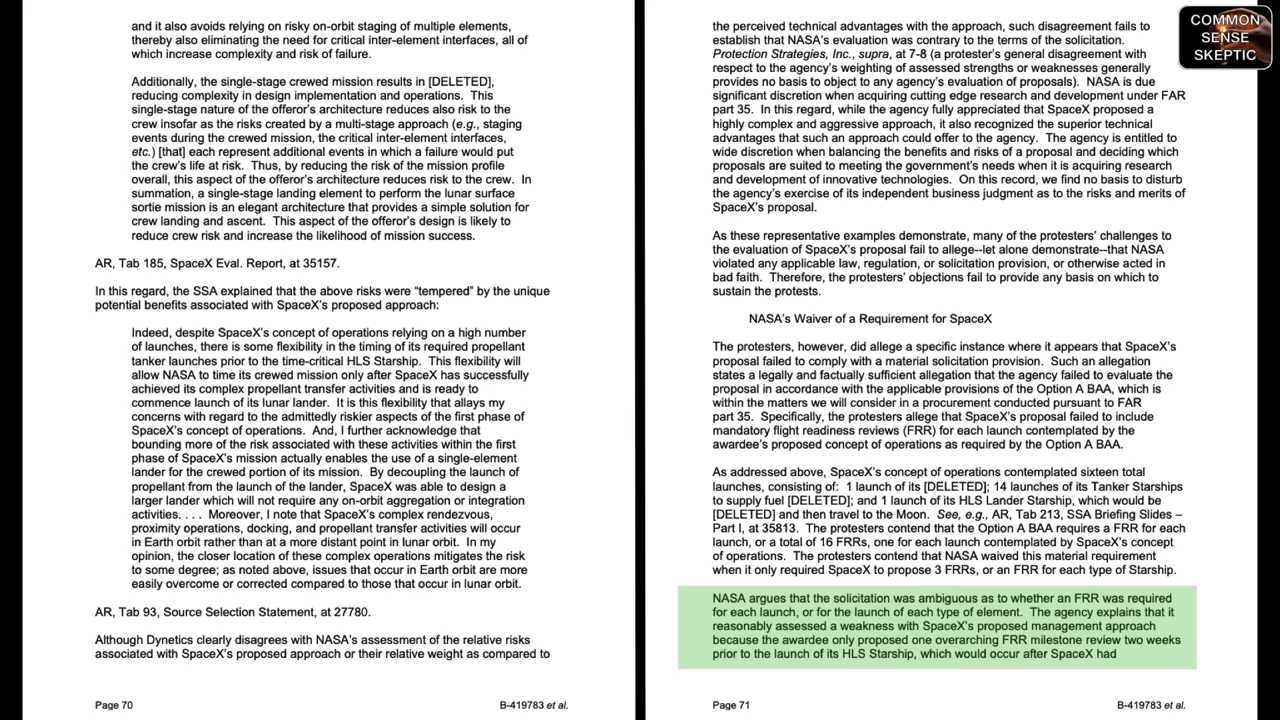 and it also avoids relying on risky on-orbit staging of multiple elements,
thereby also eliminating the need for critical inter-element interfaces, all of
which increase complexity and risk of failure.
Additionally, the single-stage crewed mission results in [DELETED],
reducing complexity in design implementation and operations. This
single-stage nature of the offeror's architecture reduces also risk to the
crew insofar as the risks created by a multi-stage approach (e.g., staging
events during the crewed mission, the critical inter-element interfaces,
etc.) [that] each represent additional events in which a failure would put
the crew's life at risk. Thus, by reducing the risk of the mission profile
overall, this aspect of the offeror's architecture reduces risk to the crew. In
summation, a single-stage landing element to perform the lunar surface
sortie mission is an elegant architecture that provides a simple solution for
crew landing and ascent. This aspect of the offeror's design is likely to
reduce crew risk and increase the likelihood of mission success.
AR, Tab 185, SpaceX Eval. Report, at 35157.
In this regard, the SSA explained that the above risks were “tempered” by the unique
potential benefits associated with SpaceX's proposed approach:
Indeed, despite SpaceX's concept of operations relying on a high number
of launches, there is some flexibility in the timing of its required propellant
tanker launches prior to the time-critical HLS Starship. This flexibility will
allow NASA to time its crewed mission only after SpaceX has successfully
achieved its complex propellant transfer activities and is ready to
commence launch of its lunar lander. It is this flexibility that allays my
concerns with regard to the admittedly riskier aspects of the first phase of
SpaceX's concept of operations. And, I further acknowledge that
bounding more of the risk associated with these activities within the first
phase of SpaceX's mission actually enables the use of a single-element
lander for the crewed portion of its mission. By decoupling the launch of
propellant from the launch of the lander, SpaceX was able to design a
larger lander which will not require any on-orbit aggregation or integration
activities. . . . Moreover, I note that SpaceX's complex rendezvous,
proximity operations, docking, and propellant transfer activities will occur
in Earth orbit rather than at a more distant point in lunar orbit. In my
opinion, the closer location of these complex operations mitigates the risk
to some degree; as noted above, issues that occur in Earth orbit are more
easily overcome or corrected compared to those that occur in lunar orbit.
AR, Tab 93, Source Selection Statement, at 27780.
Although Dynetics clearly disagrees with NASA's assessment of the relative risks
associated with SpaceX's proposed approach or their relative weight as compared to
Page 70
B-419783 et al.
the perceived technical advantages with the approach, such disagreement fails to
establish that NASA's evaluation was contrary to the terms of the solicitation.
Protection Strategies, Inc., supra, at 7-8 (a protester's general disagreement with
respect to the agency's weighting of assessed strengths or weaknesses generally
provides no basis to object to any agency's evaluation of proposals). NASA is due
significant discretion when acquiring cutting edge research and development under FAR
part 35. In this regard, while the agency fully appreciated that SpaceX proposed a
highly complex and aggressive approach, it also recognized the superior technical
advantages that such an approach could offer to the agency. The agency is entitled to
wide discretion when balancing the benefits and risks of a proposal and deciding which
proposals are suited to meeting the government's needs when it is acquiring research
and development of innovative technologies. On this record, we find no basis to disturb
the agency's exercise of its independent business judgment as to the risks and merits of
SpaceX's proposal.
As these representative examples demonstrate, many of the protesters' challenges to
the evaluation of SpaceX's proposal fail to allege--let alone demonstrate--that NASA
violated any applicable law, regulation, or solicitation provision, or otherwise acted in
bad faith. Therefore, the protesters' objections fail to provide any basis on which to
sustain the protests.
NASA's Waiver of a Requirement for SpaceX
The protesters, however, did allege a specific instance where it appears that SpaceX's
proposal failed to comply with a material solicitation provision. Such an allegation
states a legally and factually sufficient allegation that the agency failed to evaluate the
proposal in accordance with the applicable provisions of the Option A BAA, which is
within the matters we will consider in a procurement conducted pursuant to FAR
part 35. Specifically, the protesters allege that SpaceX's proposal failed to include
mandatory flight readiness reviews (FRR) for each launch contemplated by the
awardee's proposed concept of operations as required by the Option A BAA.
As addressed above, SpaceX's concept of operations contemplated sixteen total
launches, consisting of: 1 launch of its [DELETED]; 14 launches of its Tanker Starships
to supply fuel [DELETED]; and 1 launch of its HLS Lander Starship, which would be
[DELETED] and then travel to the Moon. See, e.g., AR, Tab 213, SSA Briefing Slides –
Part I, at 35813. The protesters contend that the Option A BAA requires a FRR for each
launch, or a total of 16 FRRs, one for each launch contemplated by SpaceX's concept
of operations. The protesters contend that NASA waived this material requirement
when it only required SpaceX to propose 3 FRRs, or an FRR for each type of Starship.
NASA argues that the solicitation was ambiguous as to whether an FRR was required
for each launch, or for the launch of each type of element. The agency explains that it
reasonably assessed a weakness with SpaceX's proposed management approach
because the awardee only proposed one overarching FRR milestone review two weeks
prior to the launch of its HLS Starship, which would occur after SpaceX had
Page 71
B-419783 et al.
COMMON
SENSE
SKEPTIC